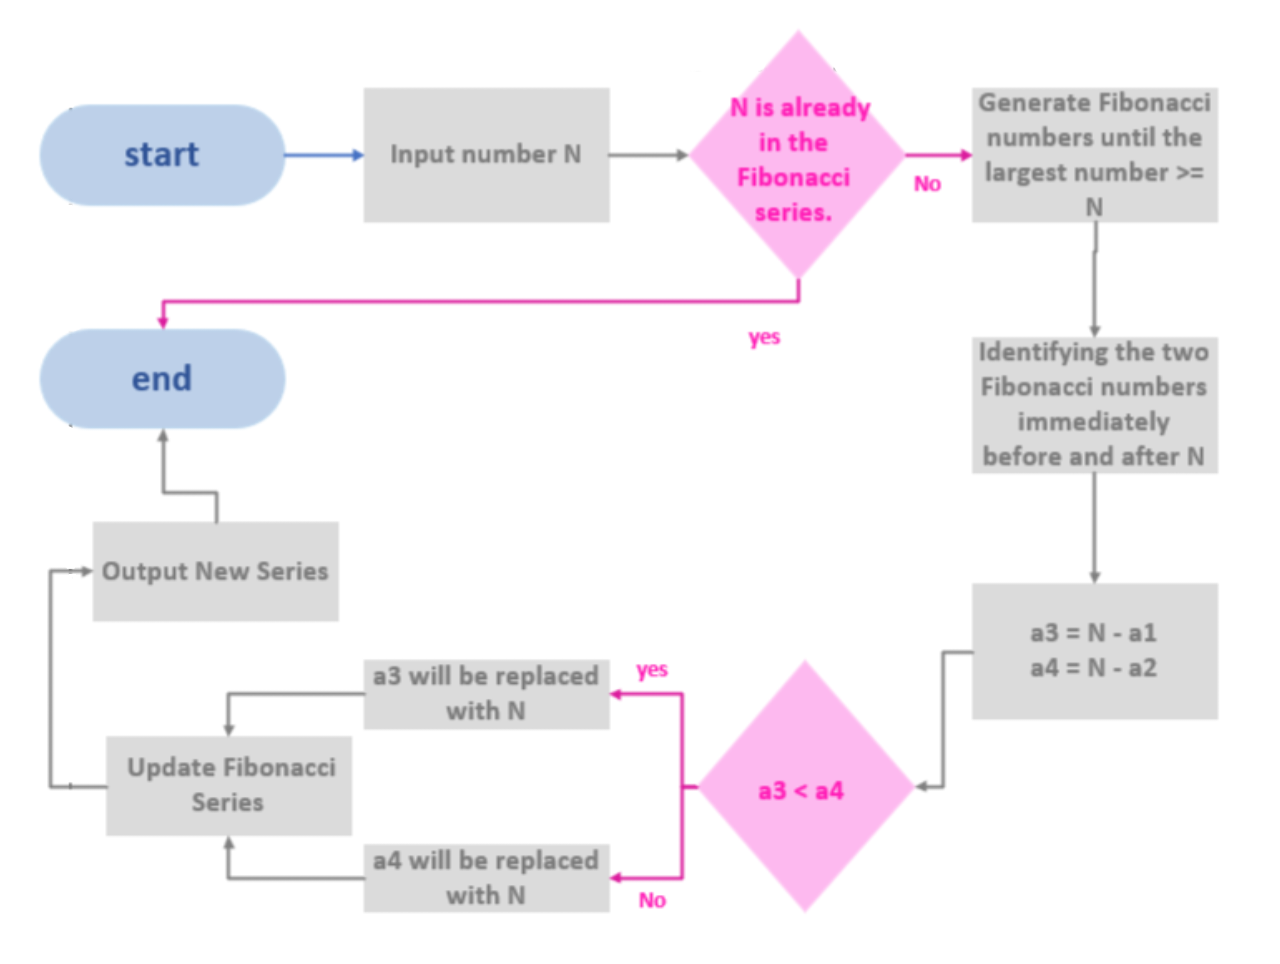 start
Input number N
N is already
in the
Fibonacci
series.
No
Generate Fibonacci
numbers until the
largest number >=
N
yes
end
Identifying the two
Fibonacci numbers
immediately
before and after N
Output New Series
a3 = N - a1
a4 = N - a2
a3 < a4
yes
a3 will be replaced
with N
Update Fibonacci
Series
a4 will be replaced
with N
No